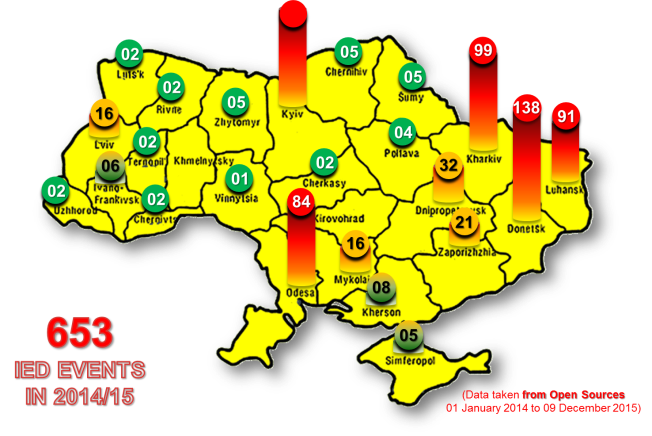 02
Lutsk
02
Rivne
05
Zhytomyr
Kyiv
05
Chernihiv
05
Sumy
99
Kharkiv
138
Donetsk
91
Luhansk
16
Lviv
02
Ternopil
Khmelnytsky
06
Ivano-
Frankivsk
02
Uzhhorod
02
Chernivtsi
01
Vinnytsia
02
Cherkasy
04
Poltava
32
Dnipropetrovsk
21
Zaporizhzhia
84
Odesa
Kirovohrad
16
Mykolaiv
08
Kherson
05
Simferopol
653
IED EVENTS
IN 2014/15
(Data taken from Open Sources
01 January 2014 to 09 December 2015)